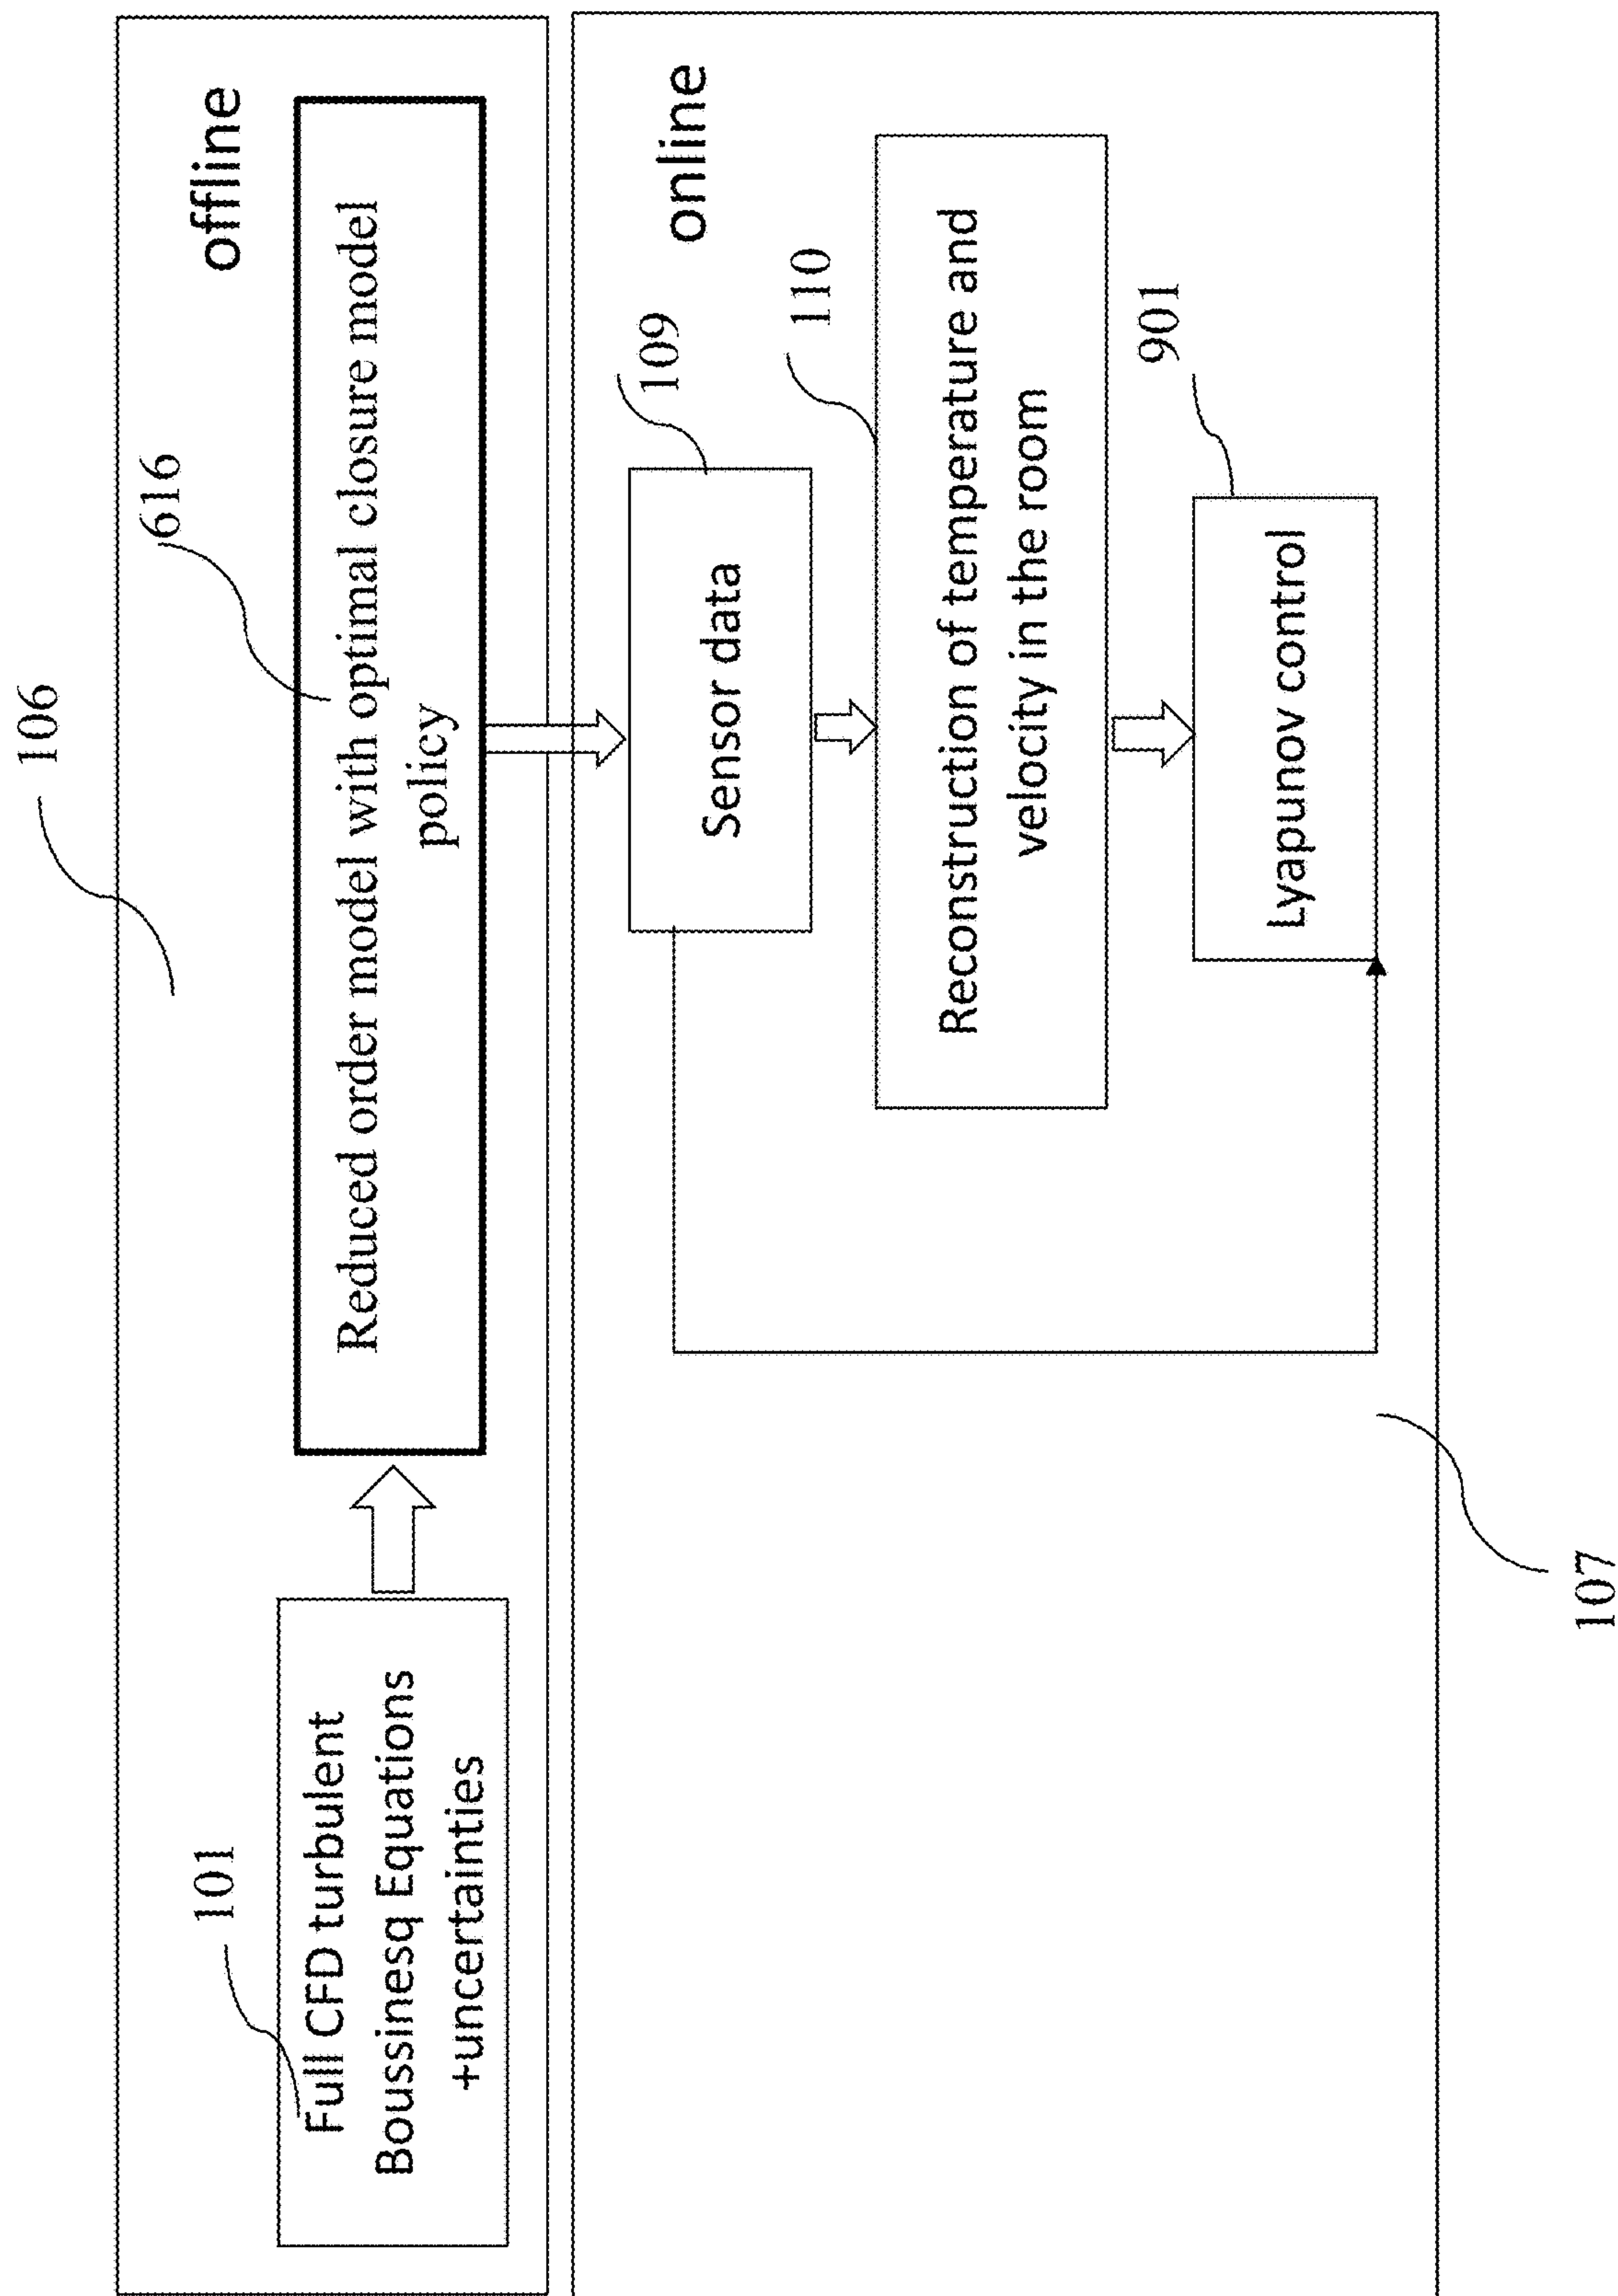 106
offline
616
Reduced order model with optimal closure model
policy
101
Full CFD turbulent
Boussinesq Equations
+uncertainties
online
109
Sensor data
110
Reconstruction of temperature and
velocity in the room
901
Lyapunov control
107